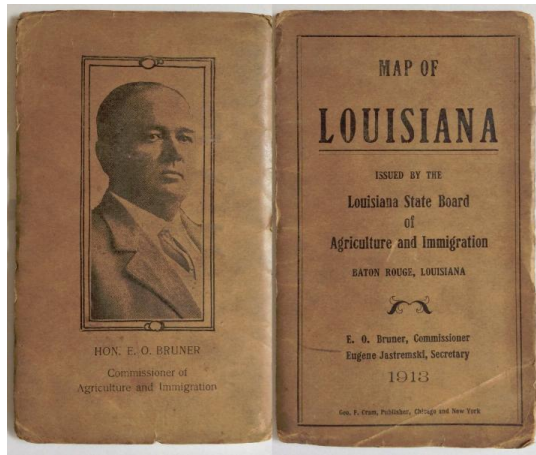 HON. E. O. BRUNER
Commissioner of
Agriculture and Immigration
MAP OF
LOUISIANA
ISSUED BY THE
Louisiana State Board
of
Agriculture and Immigration
BATON ROUGE, LOUISIANA
E. O. Bruner, Commissioner
Eugene Jastremski, Secretary
1913
Geo. F. Cram, Publisher, Chicago and New York